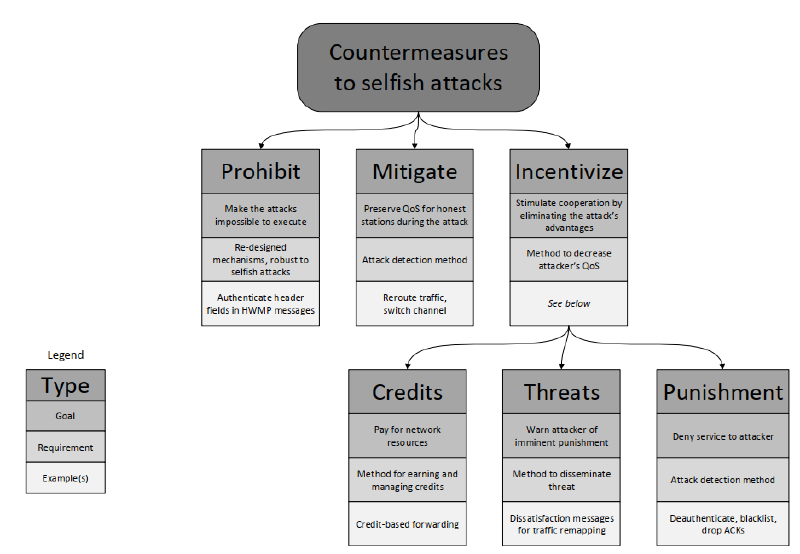 Countermeasures
to selfish attacks
Prohibit
Make the attacks
impossible to execute
Re-designed
mechanisms, robust to
selfish attacks
Authenticate header
fields in HWMP messages
Mitigate
Preserve QoS for honest
stations during the attack
Attack detection method
Reroute traffic,
switch channel
Incentivize
Stimulate cooperation by
eliminating the attack's
advantages
Method to decrease
attacker's QoS
See below
Legend
Type
Goal
Requirement
Example(s)
Credits
Pay for network
resources
Method for earning and
managing credits
Credit-based forwarding
Threats
Warn attacker of
imminent punishment
Method to disseminate
threat
Dissatisfaction messages
for traffic remapping
Punishment
Deny service to attacker
Attack detection method
Deauthenticate, blacklist,
drop ACKs